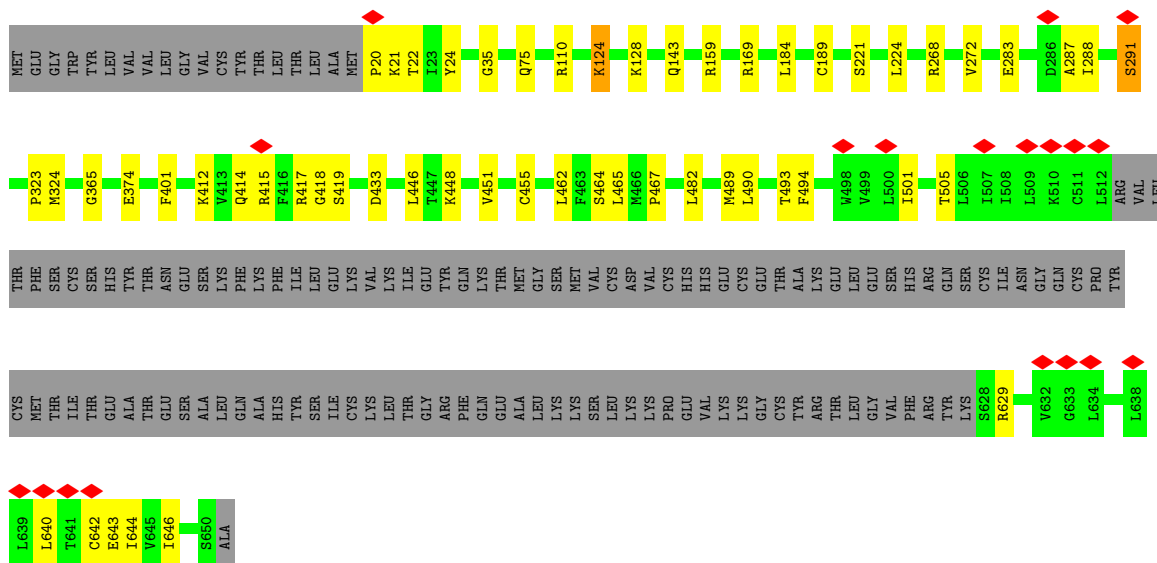 MET GLU GLY TRP TYR LEU VAL VAL LEU GLY VAL CYS TYR THR LEU THR LEU ALA MET P20 K21 T22 I23 Y24 G35 Q75 R110 K124 K128 Q143 R159 R169 L184 C189 S221 L224 R268 V272 E283 D286 A287 I288 S291
P323 M324 G365 E374 F401 K412 V413 Q414 R415 F416 R417 G418 S419 D433 L446 T447 K448 V451 C455 L462 F463 S464 L465 M466 P467 L482 M489 L490 T493 F494 W498 V499 L500 I501 T505 L506 I507 I508 L509 K510 C511 L512 ARG VAL LEU
THR PHE SER CYS SER HIS TYR THR ASN GLU SER LYS PHE LYS PHE ILE LEU GLU LYS VAL LYS ILE GLU TYR GLN LYS THR MET GLY SER MET VAL CYS ASP VAL CYS HIS HIS GLU CYS GLU THR ALA LYS GLU LEU GLU SER HIS ARG GLN SER CYS ILE ASN GLY GLN CYS PRO TYR
CYS MET THR ILE THR GLU ALA THR GLU SER ALA LEU GLN ALA HIS TYR SER ILE CYS LYS LEU THR GLY ARG PHE GLN GLU ALA LEU LYS LYS SER LEU LYS LYS PRO GLU VAL LYS LYS GLY CYS TYR ARG THR LEU GLY VAL PHE ARG TYR LYS S628 R629 V632 G633 L634 L638
L639 L640 T641 C642 E643 I644 V645 I646 S650 ALA